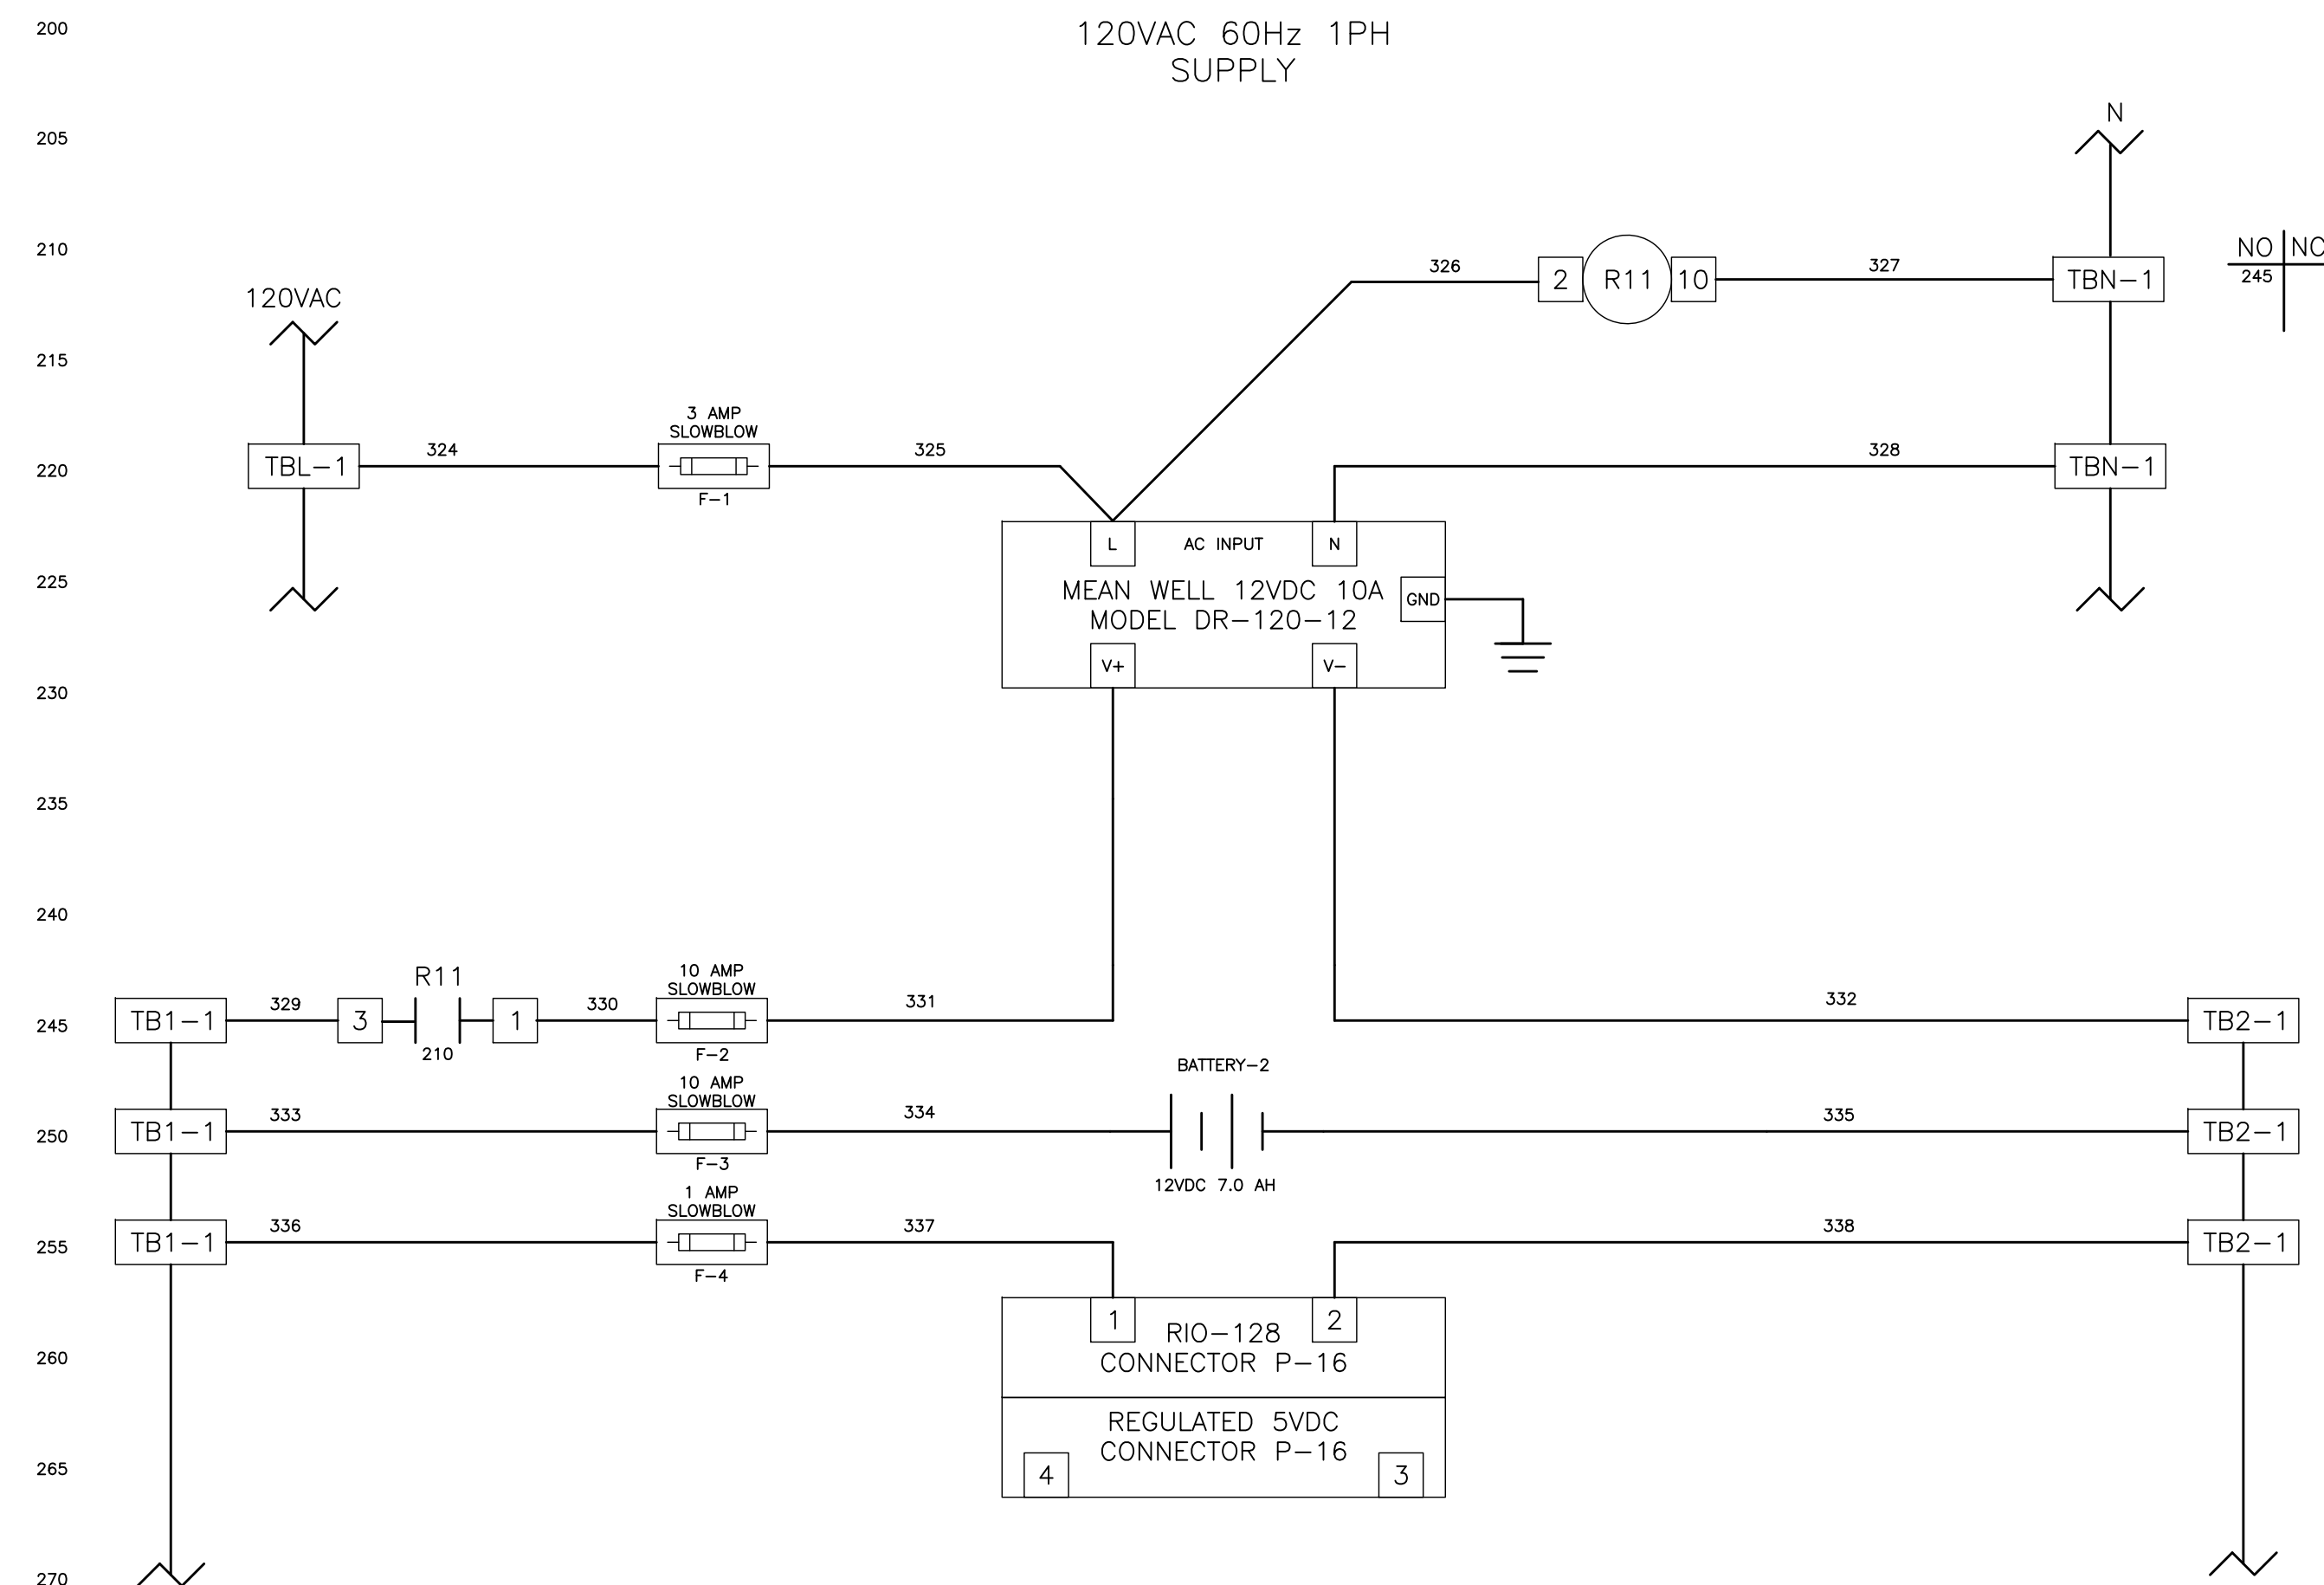 200
120VAC 60Hz 1PH
SUPPLY
N
205
210
326
2
R11
10
327
TBN-1
NO
NC
245
120VAC
215
3 AMP
SLOWBLOW
324
325
328
220
TBL-1
TBN-1
F-1
L
AC INPUT
N
225
MEAN WELL 12VDC 10A
MODEL DR-120-12
GND
V+
V-
230
235
240
R11
10 AMP
SLOWBLOW
329
330
331
332
245
TB1-1
3
1
TB2-1
210
F-2
BATTERY-2
10 AMP
SLOWBLOW
333
334
335
250
TB1-1
TB2-1
F-3
12VDC 7.0 AH
1 AMP
SLOWBLOW
336
337
338
255
TB1-1
TB2-1
F-4
1
2
RIO-128
260
CONNECTOR P-16
REGULATED 5VDC
CONNECTOR P-16
265
4
3
270